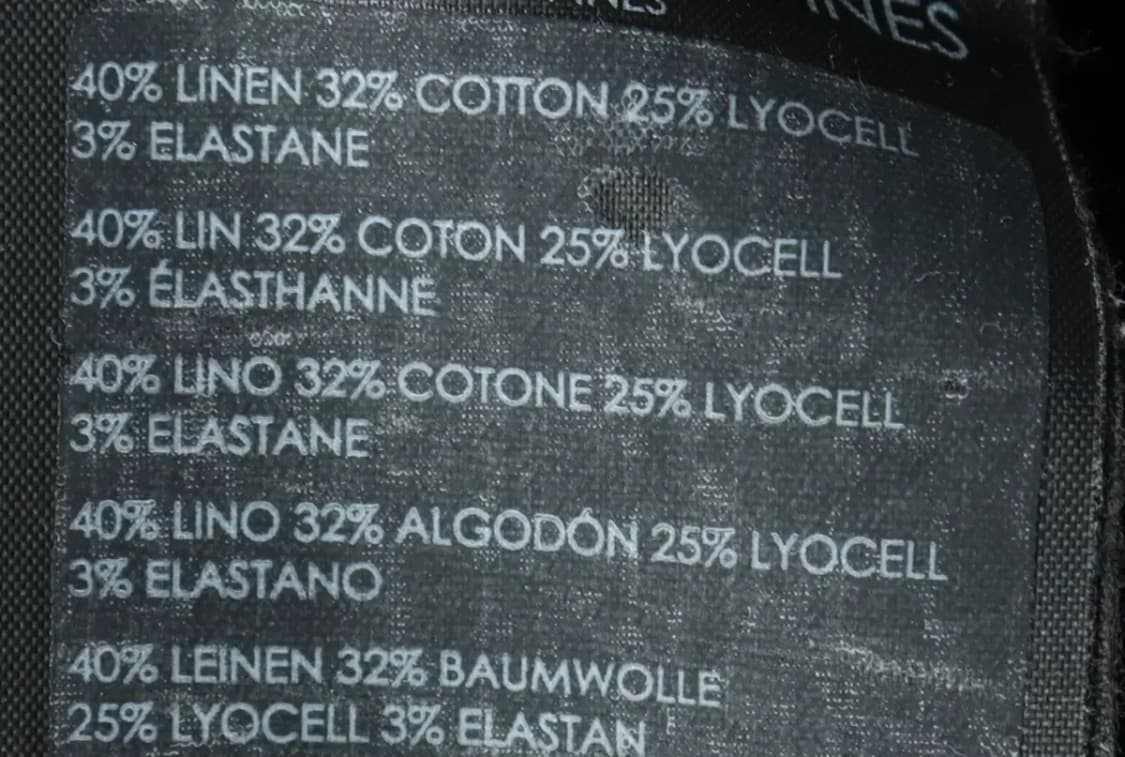 40% LINEN 32% COTTON 25% LYOCELL
3% ELASTANE
40% LIN 32% COTON 25% LYOCELL
3% ÉLASTHANNE
40% LINO 32% COTONE 25% LYOCELL
3% ELASTANE
40% LINO 32% ALGODÓN 25% LYOCELL
3% ELASTANO
40% LEINEN 32% BAUMWOLLE
25% LYOCELL 3% ELASTAN